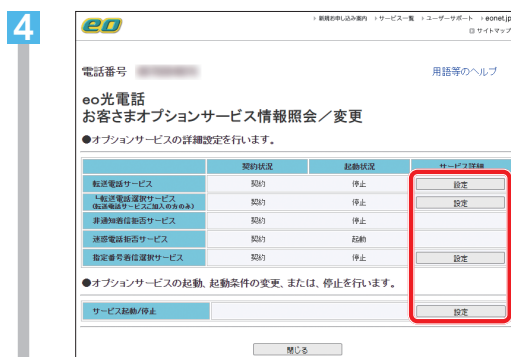 4
eo
› 新規お申し込み案内 › サービス一覧 › ユーザーサポート › eonet.jp
サイトマップ
電話番号
用語等のヘルプ
eo光電話
お客さまオプションサービス情報照会／変更
●オプションサービスの詳細設定を行います。
契約状況 起動状況 サービス詳細
転送電話サービス 契約 停止 設定
└転送電話選択サービス 契約 停止 設定
(転送電話サービスご加入の方のみ)
非通知着信拒否サービス 契約 停止
迷惑電話拒否サービス 契約 起動
指定番号着信選択サービス 契約 停止 設定
●オプションサービスの起動、起動条件の変更、または、停止を行います。
サービス起動/停止 設定
閉じる